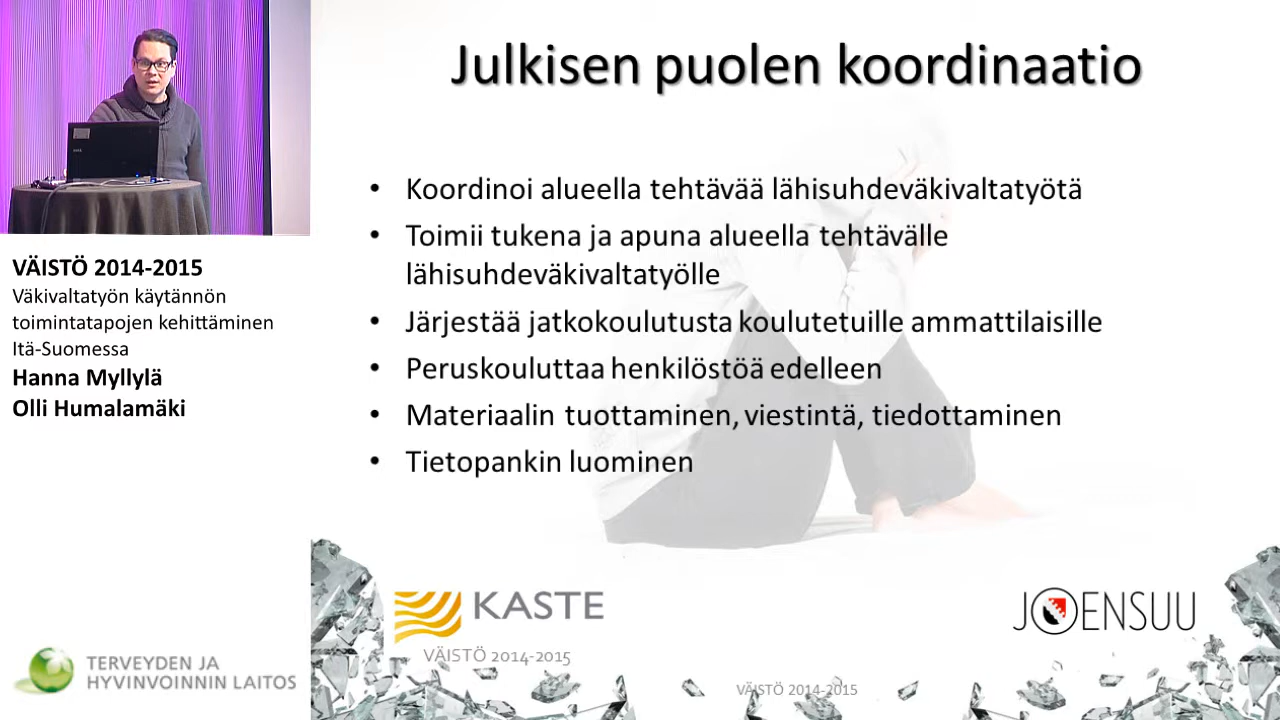 Julkisen puolen koordinaatio
• Koordinoi alueella tehtävää lähisuhdeväkivaltatyötä
• Toimii tukena ja apuna alueella tehtävälle
lähisuhdeväkivaltatyölle
• Järjestää jatkokoulutusta koulutetuille ammattilaisille
• Peruskouluttaa henkilöstöä edelleen
• Materiaalin tuottaminen, viestintä, tiedottaminen
• Tietopankin luominen
VÄISTÖ 2014-2015
Väkivaltatyön käytännön
toimintatapojen kehittäminen
Itä-Suomessa
Hanna Myllylä
Olli Humalamäki
KASTE
VÄISTÖ 2014-2015
JOENSUU
VÄISTÖ 2014-2015
TERVEYDEN JA
HYVINVOINNIN LAITOS